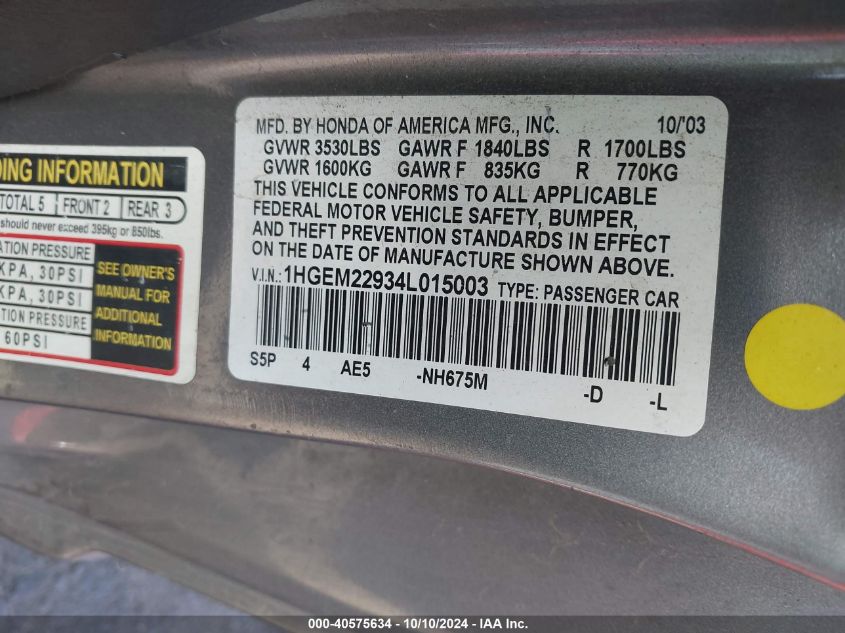 DING INFORMATION
TOTAL 5 FRONT 2 REAR 3
should never exceed 395kg or 850lbs.
ATION PRESSURE
KPA, 30PSI
KPA, 30PSI
TION PRESSURE
60PSI
SEE OWNER'S
MANUAL FOR
ADDITIONAL
INFORMATION
MFD. BY HONDA OF AMERICA MFG., INC. 10/'03
GVWR 3530LBS GAWR F 1840LBS R 1700LBS
GVWR 1600KG GAWR F 835KG R 770KG
THIS VEHICLE CONFORMS TO ALL APPLICABLE
FEDERAL MOTOR VEHICLE SAFETY, BUMPER,
AND THEFT PREVENTION STANDARDS IN EFFECT
ON THE DATE OF MANUFACTURE SHOWN ABOVE.
V.I.N.: 1HGEM22934L015003 TYPE: PASSENGER CAR
S5P 4 AE5 -NH675M -D -L
000-40575634 - 10/10/2024 - IAA Inc.